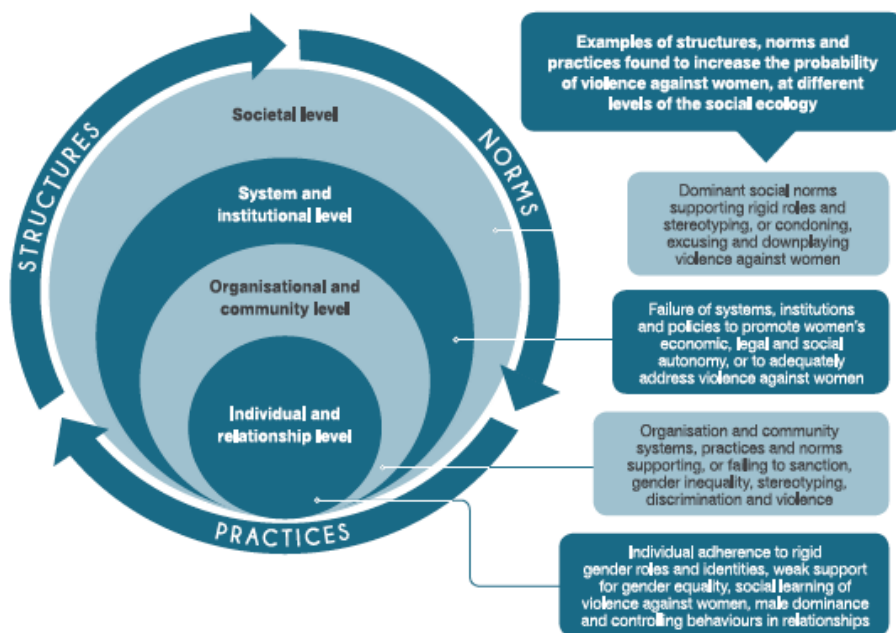 Examples of structures, norms and
practices found to increase the probability
of violence against women, at different
levels of the social ecology
STRUCTURES
NORMS
PRACTICES
Societal level
System and
institutional level
Organisational and
community level
Individual and
relationship level
Dominant social norms
supporting rigid roles and
stereotyping, or condoning,
excusing and downplaying
violence against women
Failure of systems, institutions
and policies to promote women's
economic, legal and social
autonomy, or to adequately
address violence against women
Organisation and community
systems, practices and norms
supporting, or failing to sanction,
gender inequality, stereotyping,
discrimination and violence
Individual adherence to rigid
gender roles and identities, weak support
for gender equality, social learning of
violence against women, male dominance
and controlling behaviours in relationships